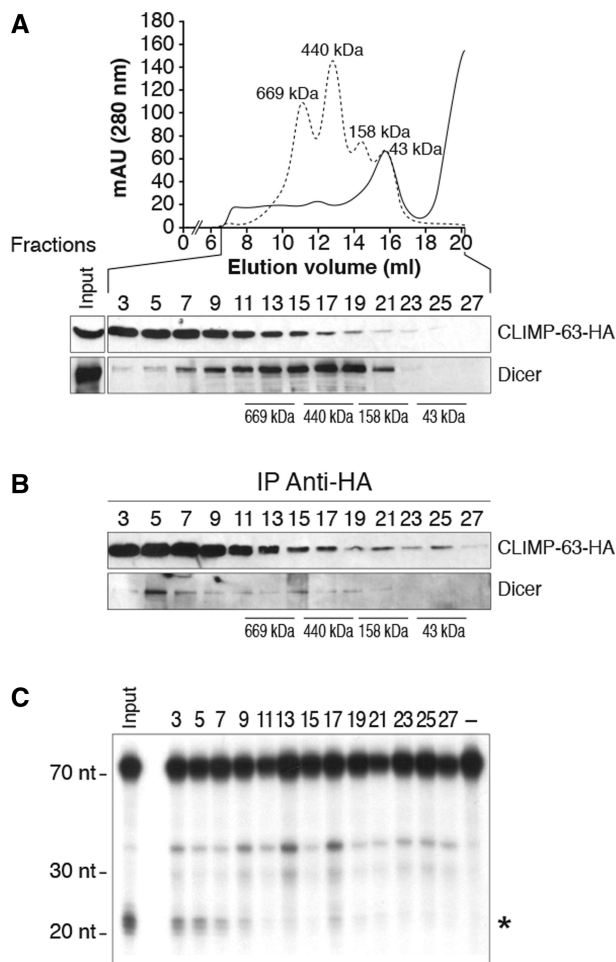 A
180
160
140
120
100
80
60
40
20
0
mAU (280 nm)
669 kDa
440 kDa
158 kDa
43 kDa
0 6 8 10 12 14 16 18 20
Elution volume (ml)
Fractions
Input 3 5 7 9 11 13 15 17 19 21 23 25 27
CLIMP-63-HA
Dicer
669 kDa 440 kDa 158 kDa 43 kDa
B
IP Anti-HA
3 5 7 9 11 13 15 17 19 21 23 25 27
CLIMP-63-HA
Dicer
669 kDa 440 kDa 158 kDa 43 kDa
C
Input 3 5 7 9 11 13 15 17 19 21 23 25 27 –
70 nt -
30 nt -
20 nt - *